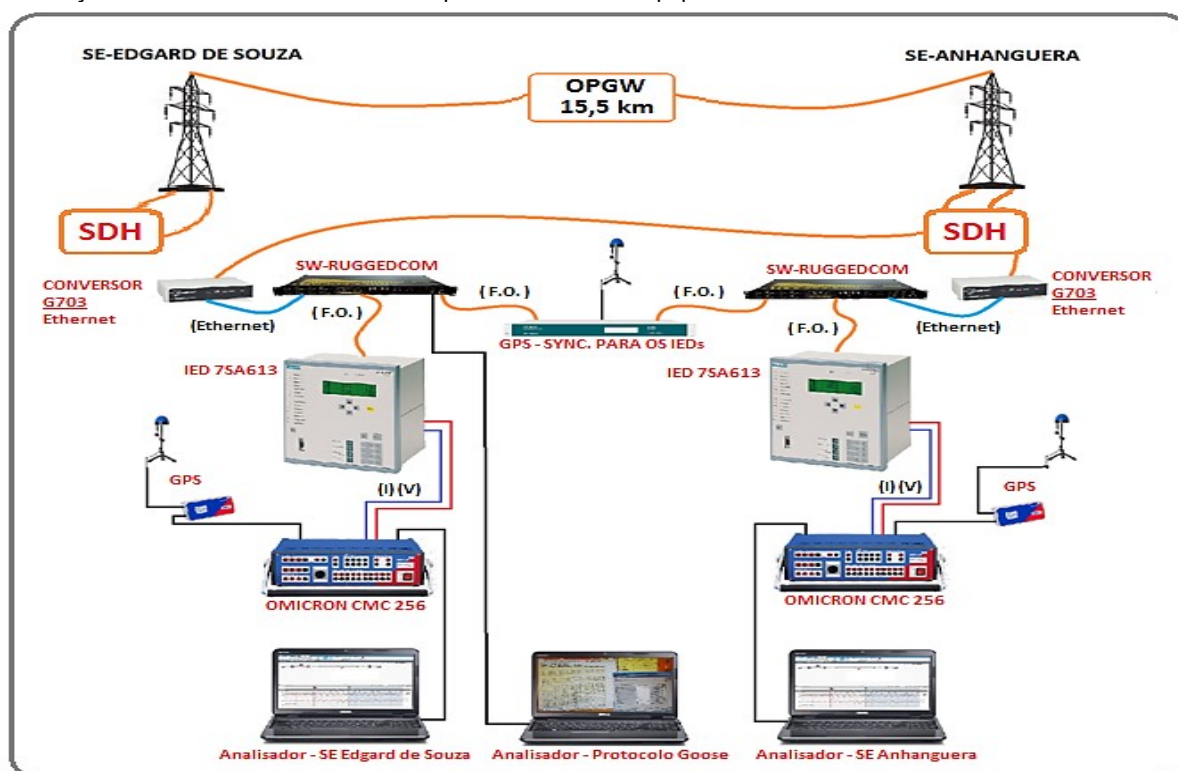 SE-EDGARD DE SOUZA
SE-ANHANGUERA
OPGW
15,5 km
SDH
SDH
CONVERSOR
G703
Ethernet
SW-RUGGEDCOM
SW-RUGGEDCOM
CONVERSOR
G703
Ethernet
(Ethernet)
(F.O.)
(F.O.)
(F.O.)
(F.O.)
(Ethernet)
GPS - SYNC. PARA OS IEDs
IED 7SA613
IED 7SA613
GPS
(I) (V)
(I) (V)
GPS
OMICRON CMC 256
OMICRON CMC 256
Analisador - SE Edgard de Souza
Analisador - Protocolo Goose
Analisador - SE Anhanguera